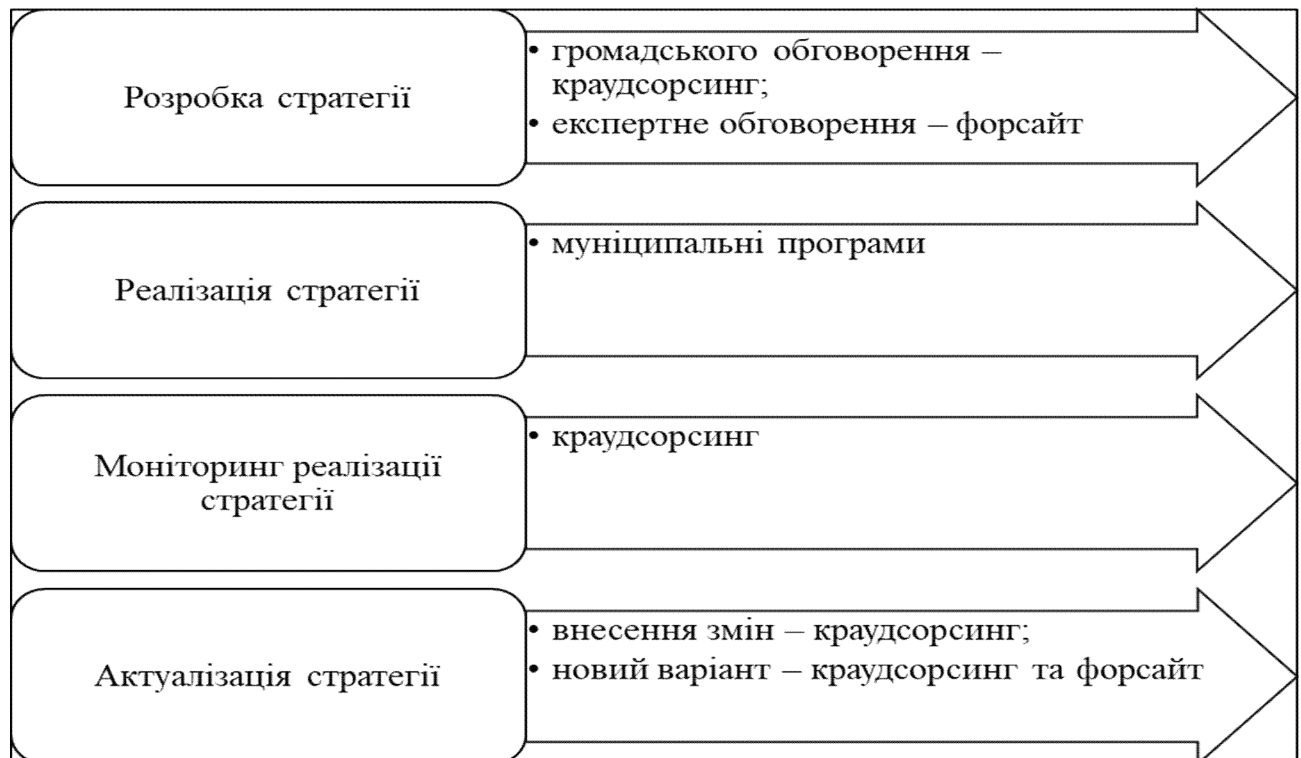 Розробка стратегії
• громадського обговорення –
краудсорсинг;
• експертне обговорення – форсайт
Реалізація стратегії
• муніципальні програми
Моніторинг реалізації
стратегії
• краудсорсинг
Актуалізація стратегії
• внесення змін – краудсорсинг;
• новий варіант – краудсорсинг та форсайт